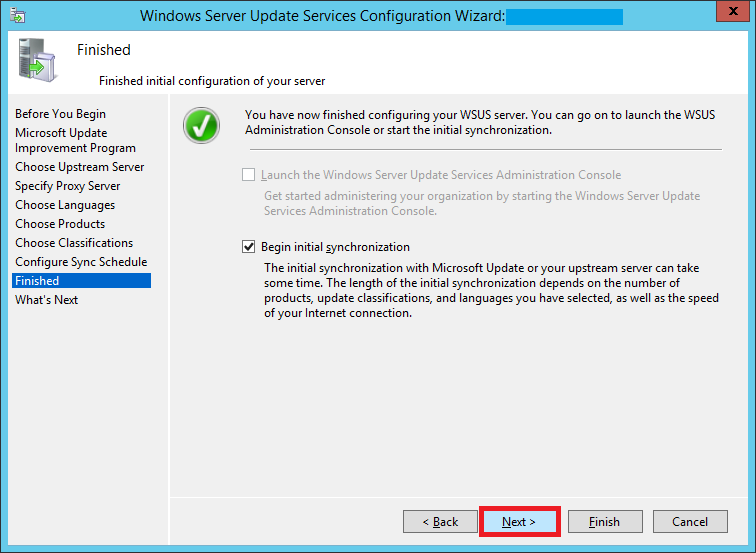 Windows Server Update Services Configuration Wizard:
x
Finished
Finished initial configuration of your server
Before You Begin
Microsoft Update
Improvement Program
Choose Upstream Server
Specify Proxy Server
Choose Languages
Choose Products
Choose Classifications
Configure Sync Schedule
Finished
What's Next
You have now finished configuring your WSUS server. You can go on to launch the WSUS
Administration Console or start the initial synchronization.
Launch the Windows Server Update Services Administration Console
Get started administering your organization by starting the Windows Server Update
Services Administration Console.
Begin initial synchronization
The initial synchronization with Microsoft Update or your upstream server can take
some time. The length of the initial synchronization depends on the number of
products, update classifications, and languages you have selected, as well as the speed
of your Internet connection.
< Back
Next >
Finish
Cancel